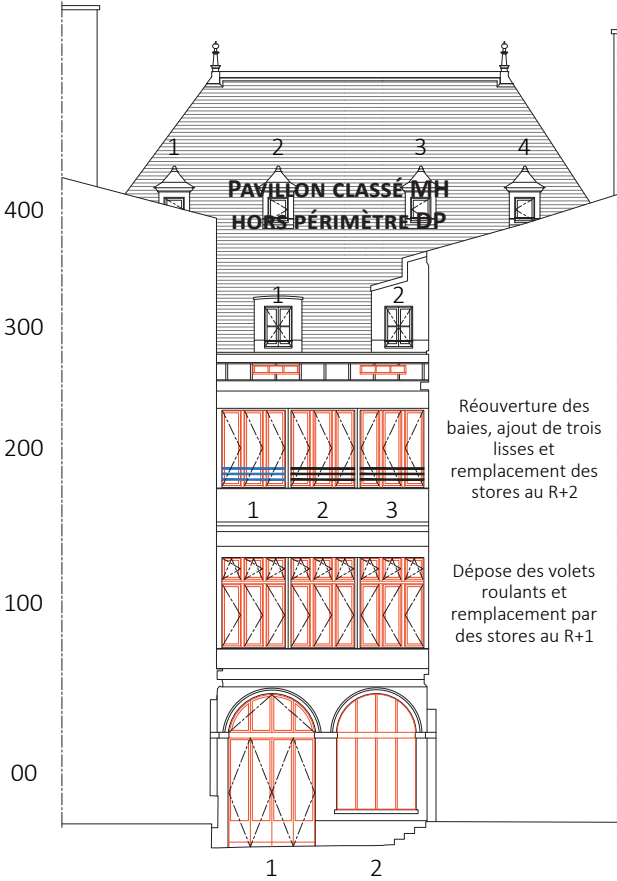 1 2 3 4
PAVILLON CLASSÉ MH
400
HORS PÉRIMÈTRE DP
1 2
300
Réouverture des
baies, ajout de trois
lisses et
remplacement des
stores au R+2
200
1 2 3
Dépose des volets
roulants et
remplacement par
des stores au R+1
100
00
1 2